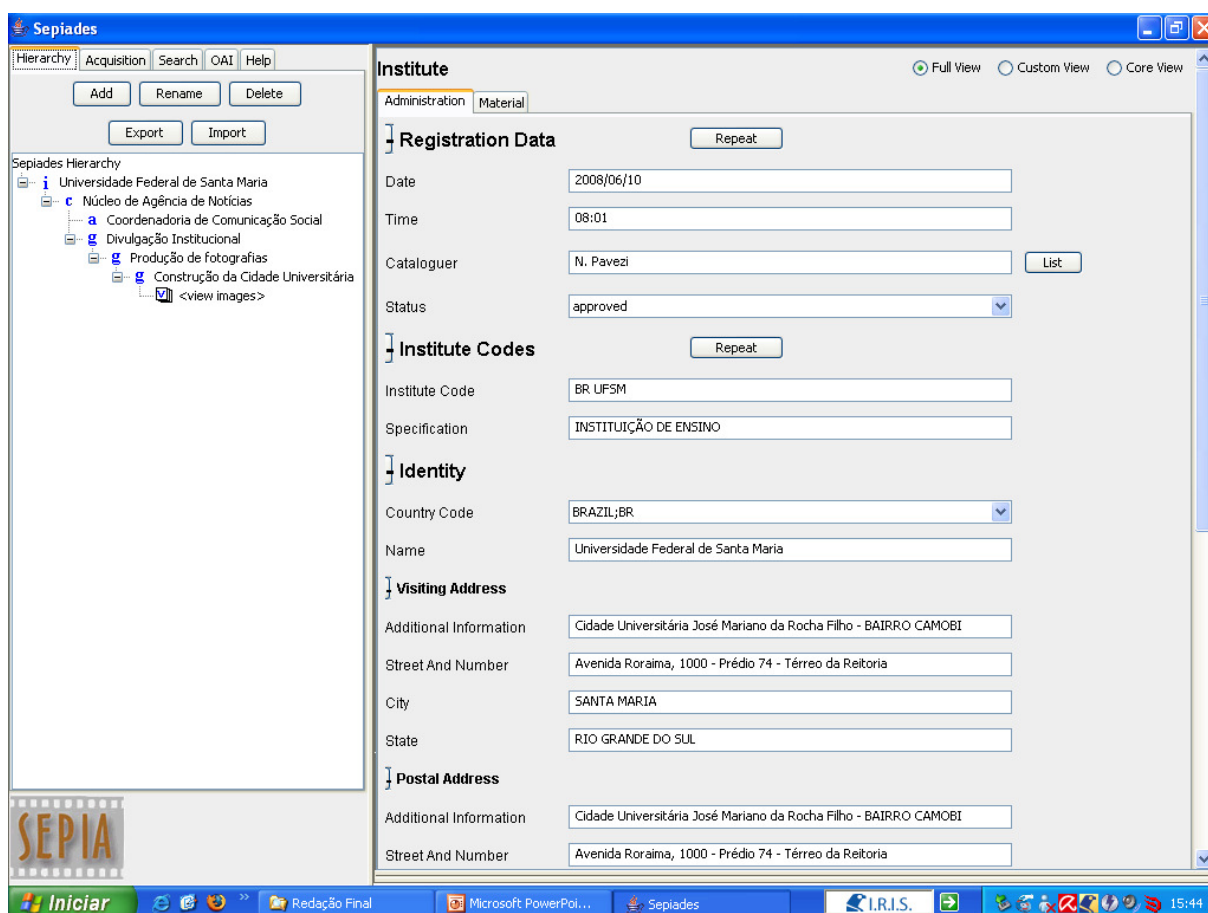 Sepiades
Hierarchy Acquisition Search OAI Help
Add Rename Delete
Export Import
Sepiades Hierarchy
i Universidade Federal de Santa Maria
c Núcleo de Agência de Notícias
a Coordenadoria de Comunicação Social
g Divulgação Institucional
g Produção de fotografias
g Construção da Cidade Universitária
<view images>
SEPIA
Institute Full View Custom View Core View
Administration Material
Registration Data Repeat
Date 2008/06/10
Time 08:01
Cataloguer N. Pavezi List
Status approved
Institute Codes Repeat
Institute Code BR UFSM
Specification INSTITUIÇÃO DE ENSINO
Identity
Country Code BRAZIL;BR
Name Universidade Federal de Santa Maria
Visiting Address
Additional Information Cidade Universitária José Mariano da Rocha Filho - BAIRRO CAMOBI
Street And Number Avenida Roraima, 1000 - Prédio 74 - Térreo da Reitoria
City SANTA MARIA
State RIO GRANDE DO SUL
Postal Address
Additional Information Cidade Universitária José Mariano da Rocha Filho - BAIRRO CAMOBI
Street And Number Avenida Roraima, 1000 - Prédio 74 - Térreo da Reitoria
Iniciar Redação Final Microsoft PowerPoi... Sepiades I.R.I.S. 15:44